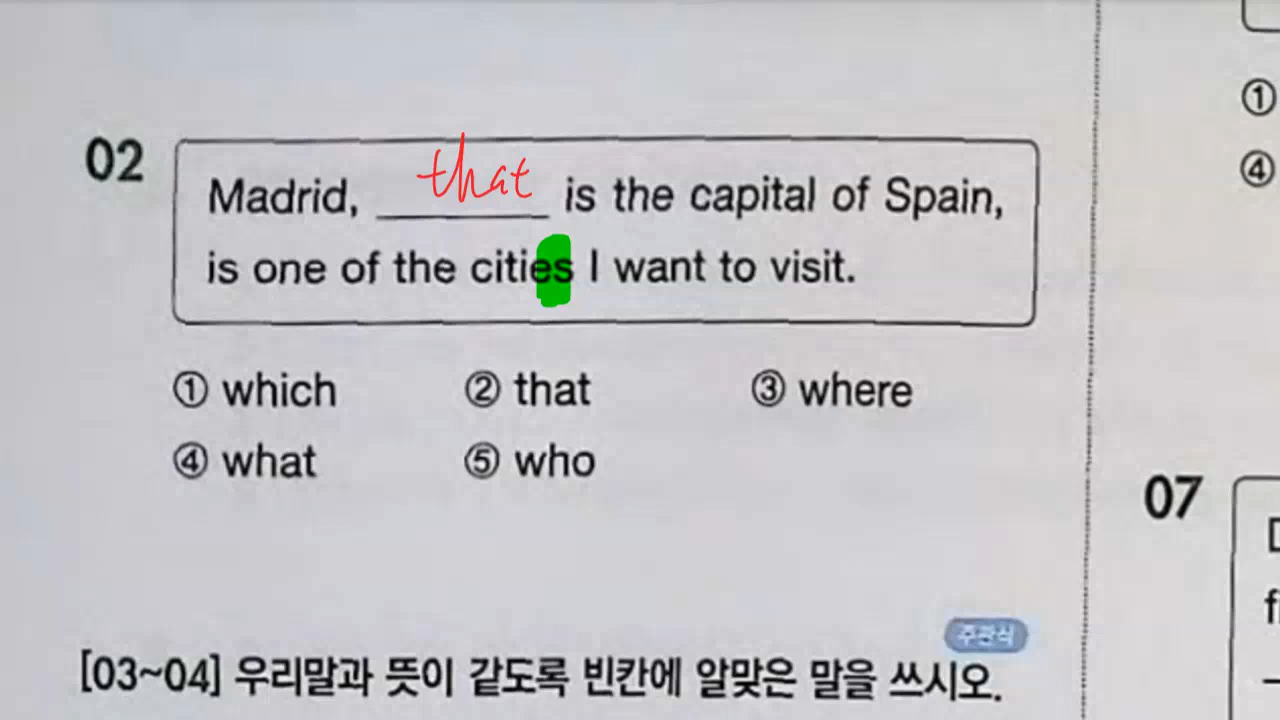 02
Madrid, that is the capital of Spain,
is one of the cities I want to visit.
① which ② that ③ where
④ what ⑤ who
주관식
[03~04] 우리말과 뜻이 같도록 빈칸에 알맞은 말을 쓰시오.
①
④
07